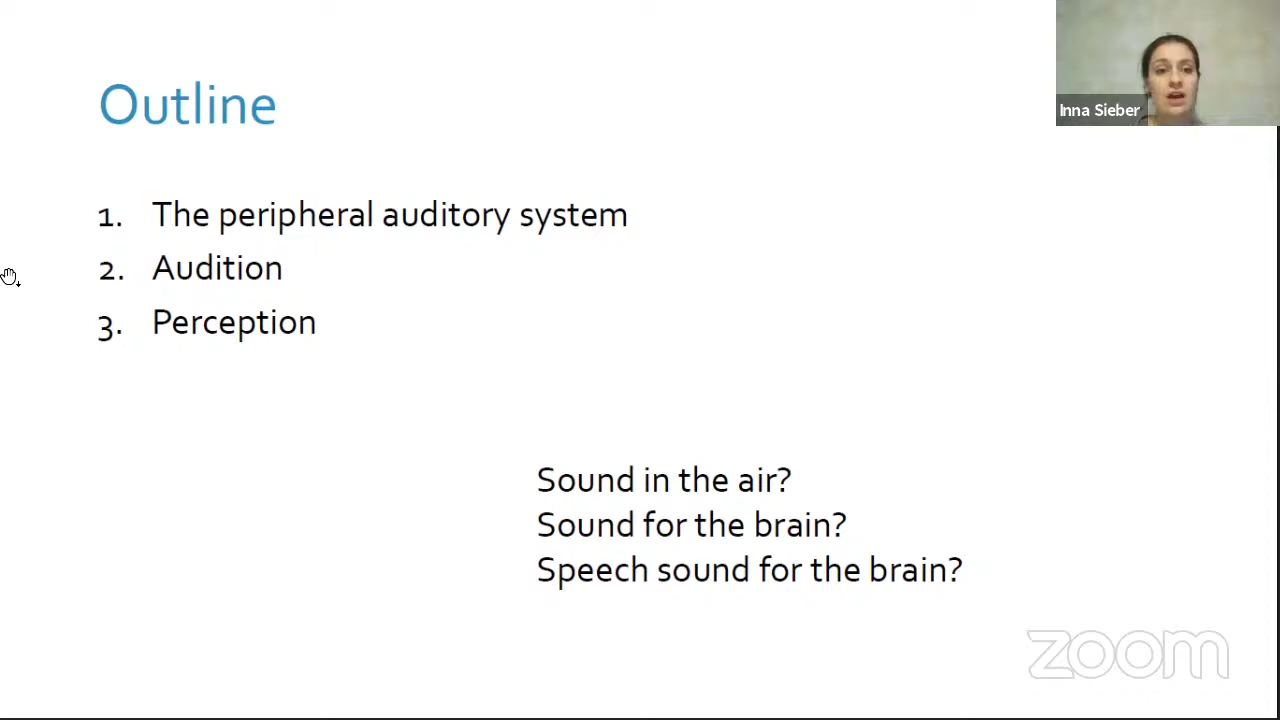 Outline
Inna Sieber
1. The peripheral auditory system
2. Audition
3. Perception
Sound in the air?
Sound for the brain?
Speech sound for the brain?
zoom